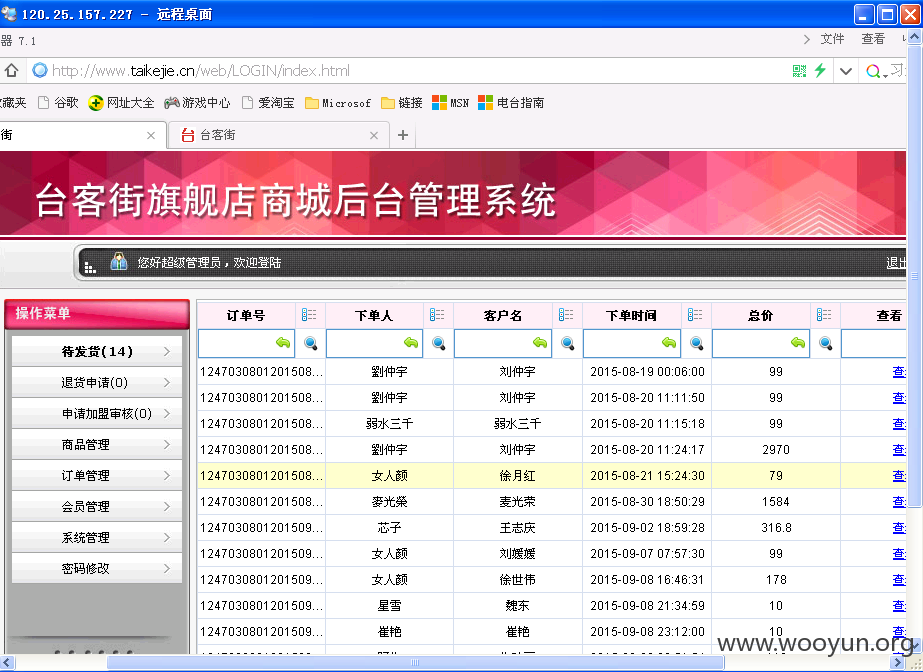 120.25.157.227 - 远程桌面
器 7.1
文件 查看
http://www.taikejie.cn/web/LOGIN/index.html
藏夹 谷歌 网址大全 游戏中心 爱淘宝 Microsof 链接 MSN 电台指南
街 台客街
台客街旗舰店商城后台管理系统
您好超级管理员，欢迎登陆 退出
操作菜单
待发货(14)
退货申请(0)
申请加盟审核(0)
商品管理
订单管理
会员管理
系统管理
密码修改
订单号 下单人 客户名 下单时间 总价 查看
1247030801201508... 劉仲宇 刘仲宇 2015-08-19 00:06:00 99 查
1247030801201508... 劉仲宇 刘仲宇 2015-08-20 11:11:50 99 查
1247030801201508... 弱水三千 弱水三千 2015-08-20 11:15:18 99 查
1247030801201508... 劉仲宇 刘仲宇 2015-08-20 11:24:17 2970 查
1247030801201508... 女人颜 徐月红 2015-08-21 15:24:30 79 查
1247030801201508... 麥光榮 麦光荣 2015-08-30 18:50:29 1584 查
1247030801201509... 芯子 王志庆 2015-09-02 18:59:28 316.8 查
1247030801201509... 女人颜 刘媛媛 2015-09-07 07:57:30 99 查
1247030801201509... 女人颜 徐世伟 2015-09-08 16:46:31 178 查
1247030801201509... 星雪 魏东 2015-09-08 21:34:59 10 查
1247030801201509... 崔艳 崔艳 2015-09-08 23:12:00 10 查
www.wooyun.org